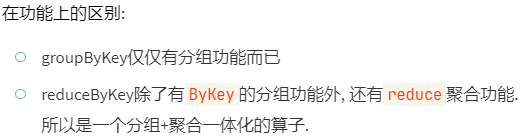 在功能上的区别:
groupByKey仅仅有分组功能而已
reduceByKey除了有 ByKey 的分组功能外, 还有 reduce 聚合功能.
所以是一个分组+聚合一体化的算子.